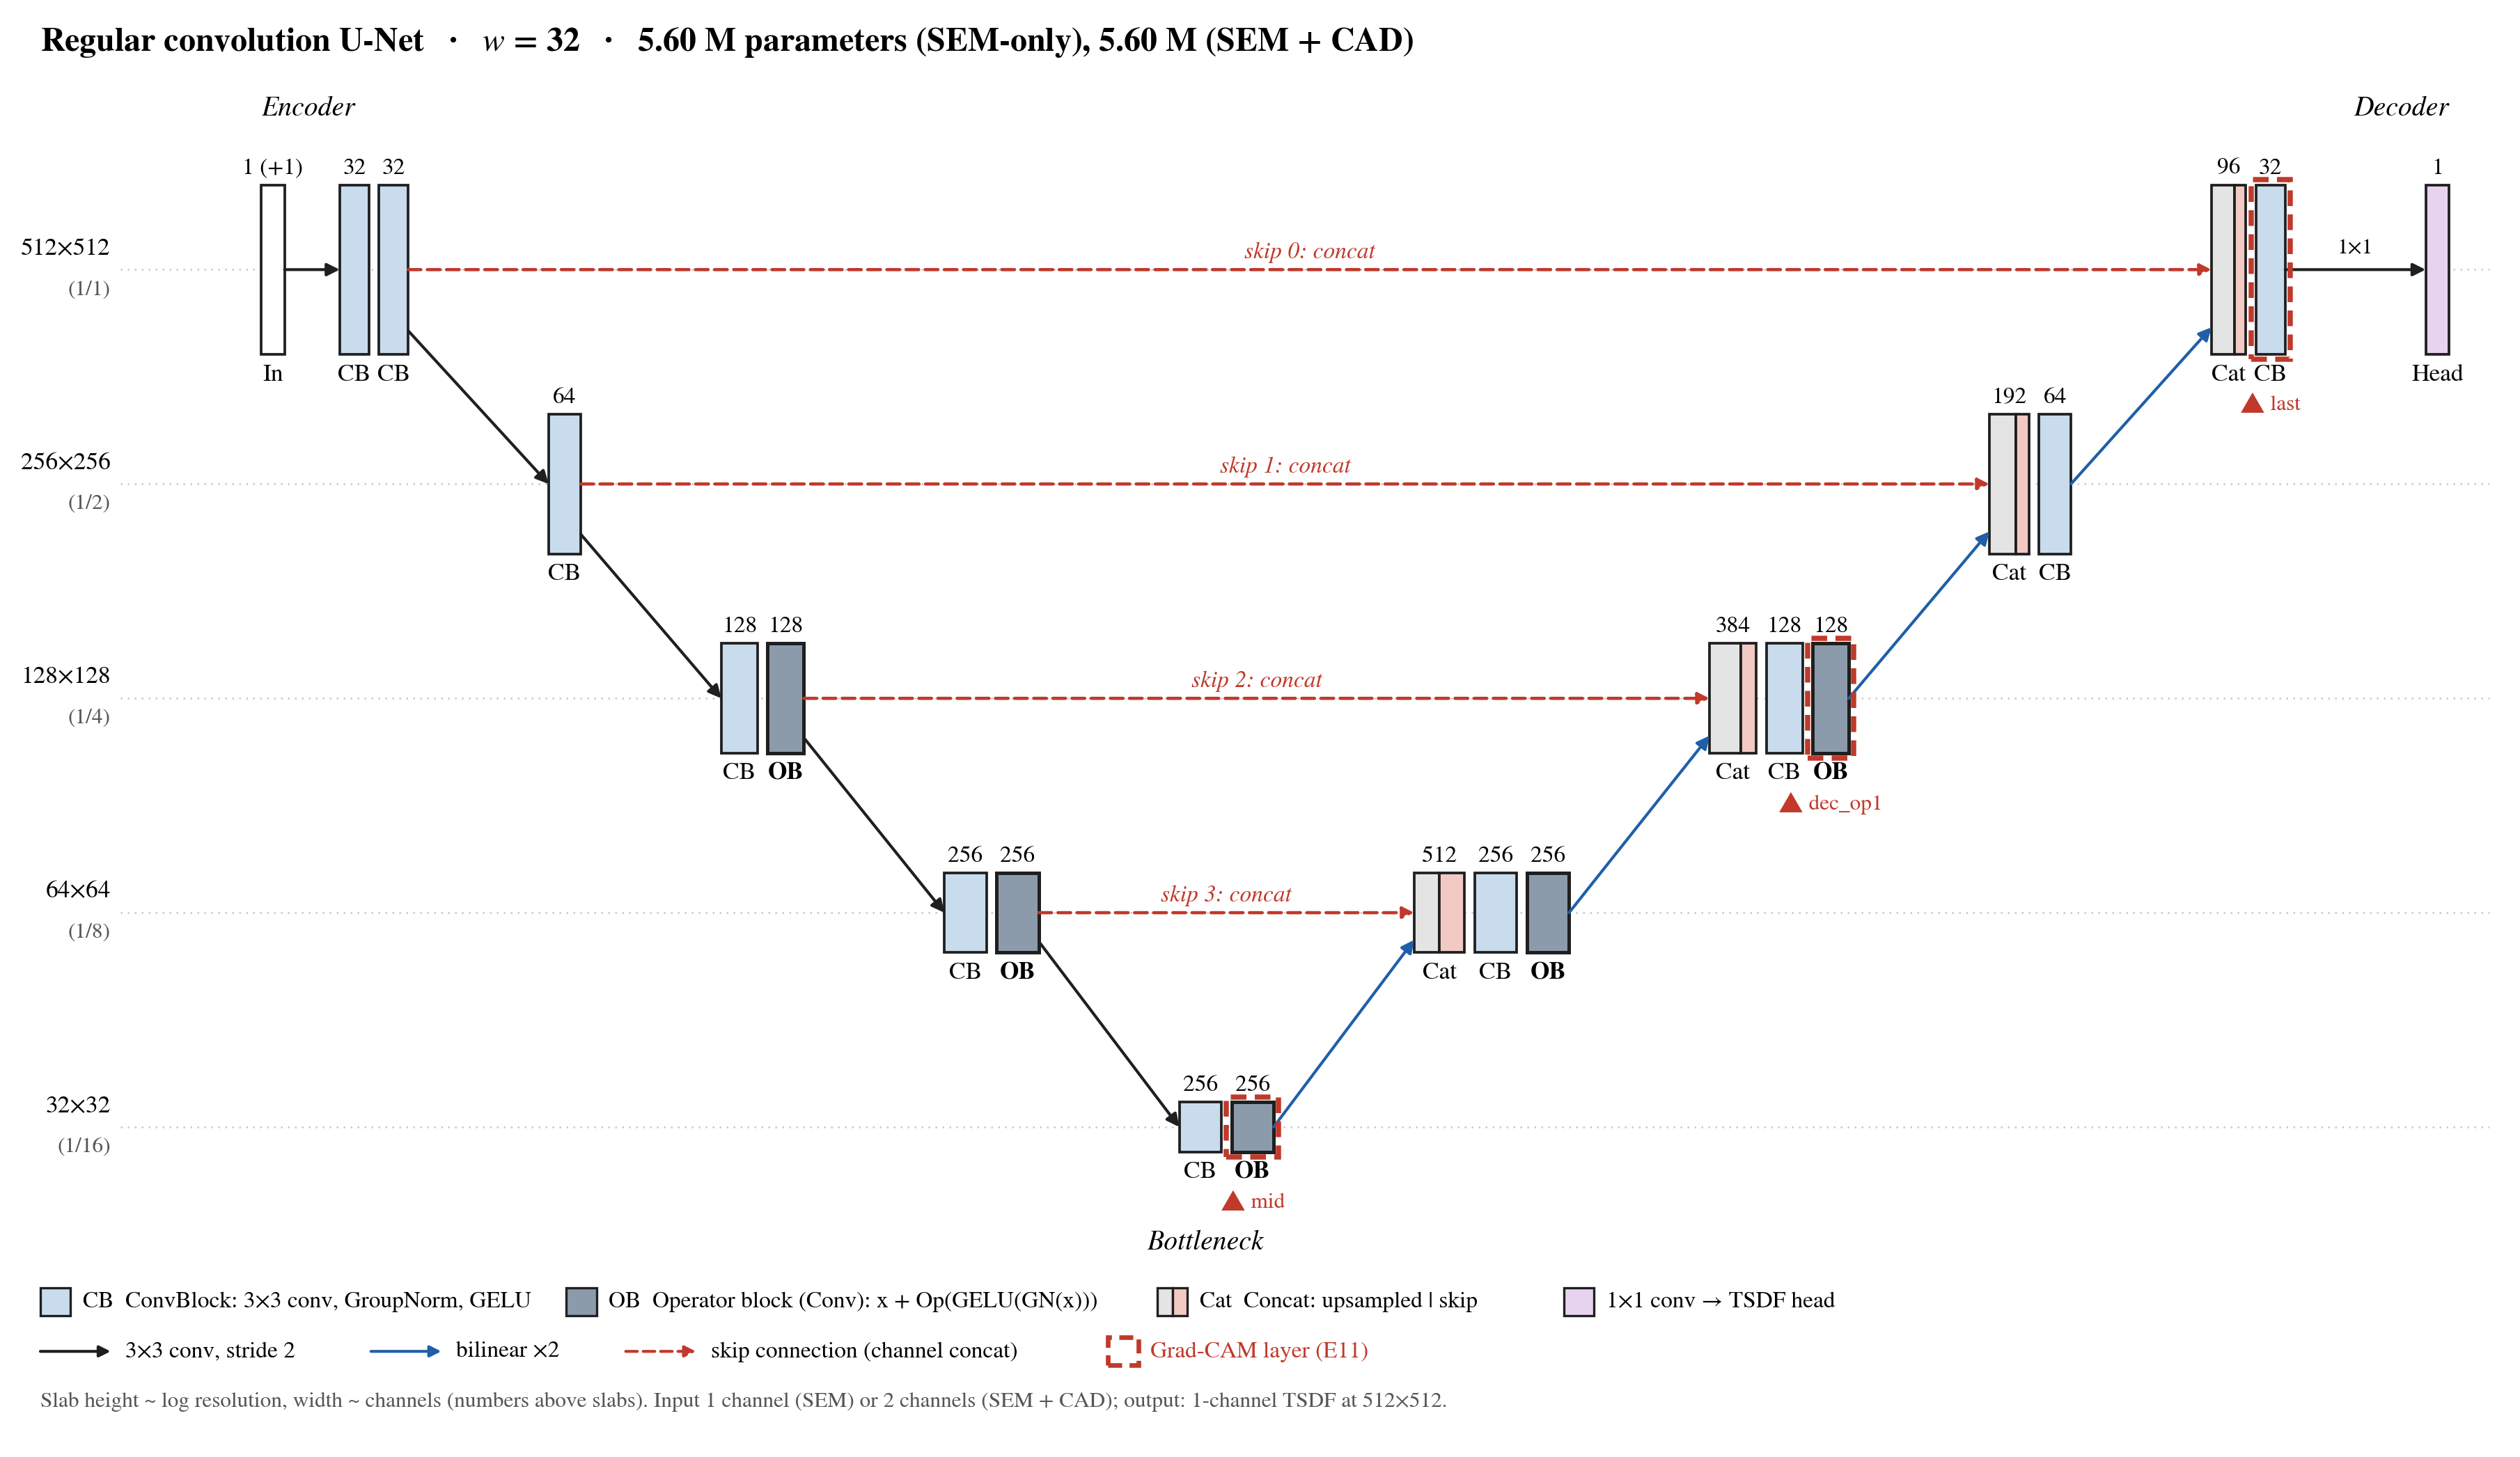 Regular convolution U-Net · w = 32 · 5.60 M parameters (SEM-only), 5.60 M (SEM + CAD)
Encoder
Decoder
1 (+1) 32 32
96 32 1
512×512
(1/1)
skip 0: concat
1×1
In CB CB
Cat CB Head
last
64
192 64
256×256
(1/2)
skip 1: concat
CB
Cat CB
128 128
384 128 128
128×128
(1/4)
skip 2: concat
CB OB
Cat CB OB
dec_op1
256 256
512 256 256
64×64
(1/8)
skip 3: concat
CB OB
Cat CB OB
256 256
32×32
(1/16)
CB OB
mid
Bottleneck
CB ConvBlock: 3×3 conv, GroupNorm, GELU
OB Operator block (Conv): x + Op(GELU(GN(x)))
Cat Concat: upsampled | skip
1×1 conv → TSDF head
3×3 conv, stride 2
bilinear ×2
skip connection (channel concat)
Grad-CAM layer (E11)
Slab height ~ log resolution, width ~ channels (numbers above slabs). Input 1 channel (SEM) or 2 channels (SEM + CAD); output: 1-channel TSDF at 512×512.